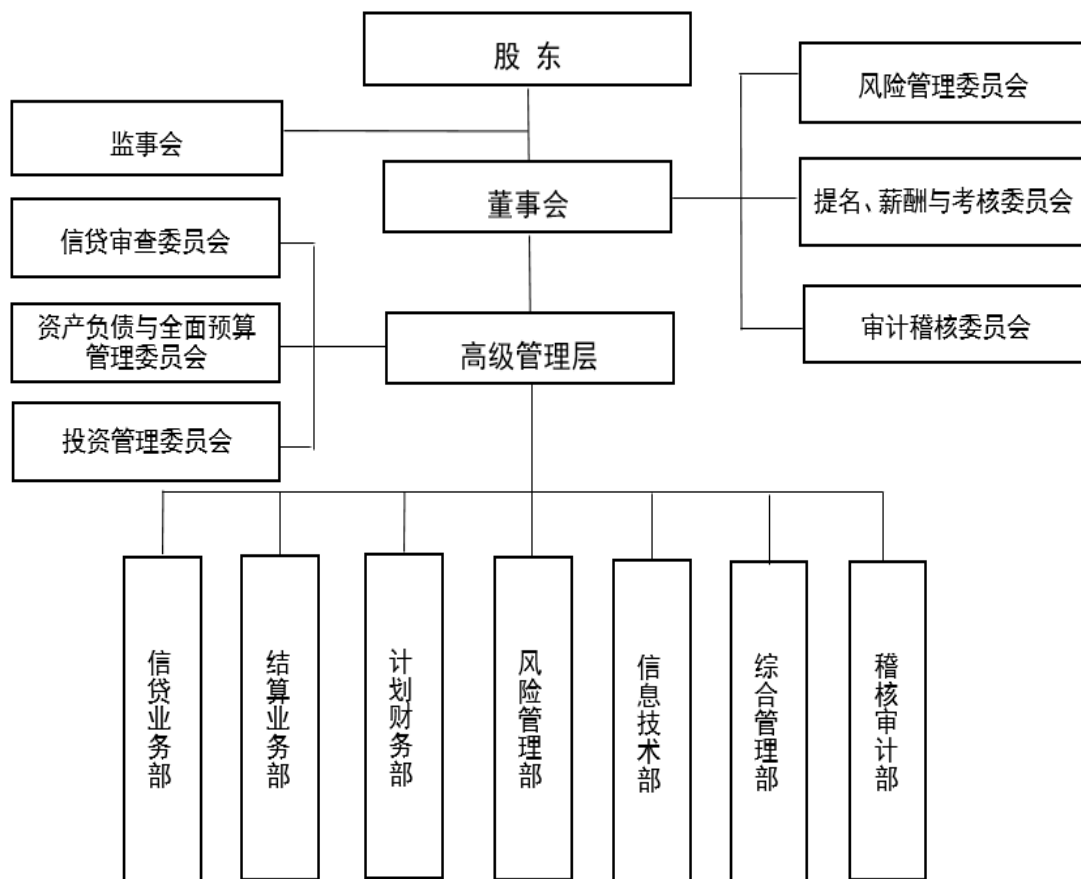 股 东
风险管理委员会
监事会
董事会
提名、薪酬与考核委员会
信贷审查委员会
资产负债与全面预算
管理委员会
高级管理层
审计稽核委员会
投资管理委员会
信贷业务部
结算业务部
计划财务部
风险管理部
信息技术部
综合管理部
稽核审计部